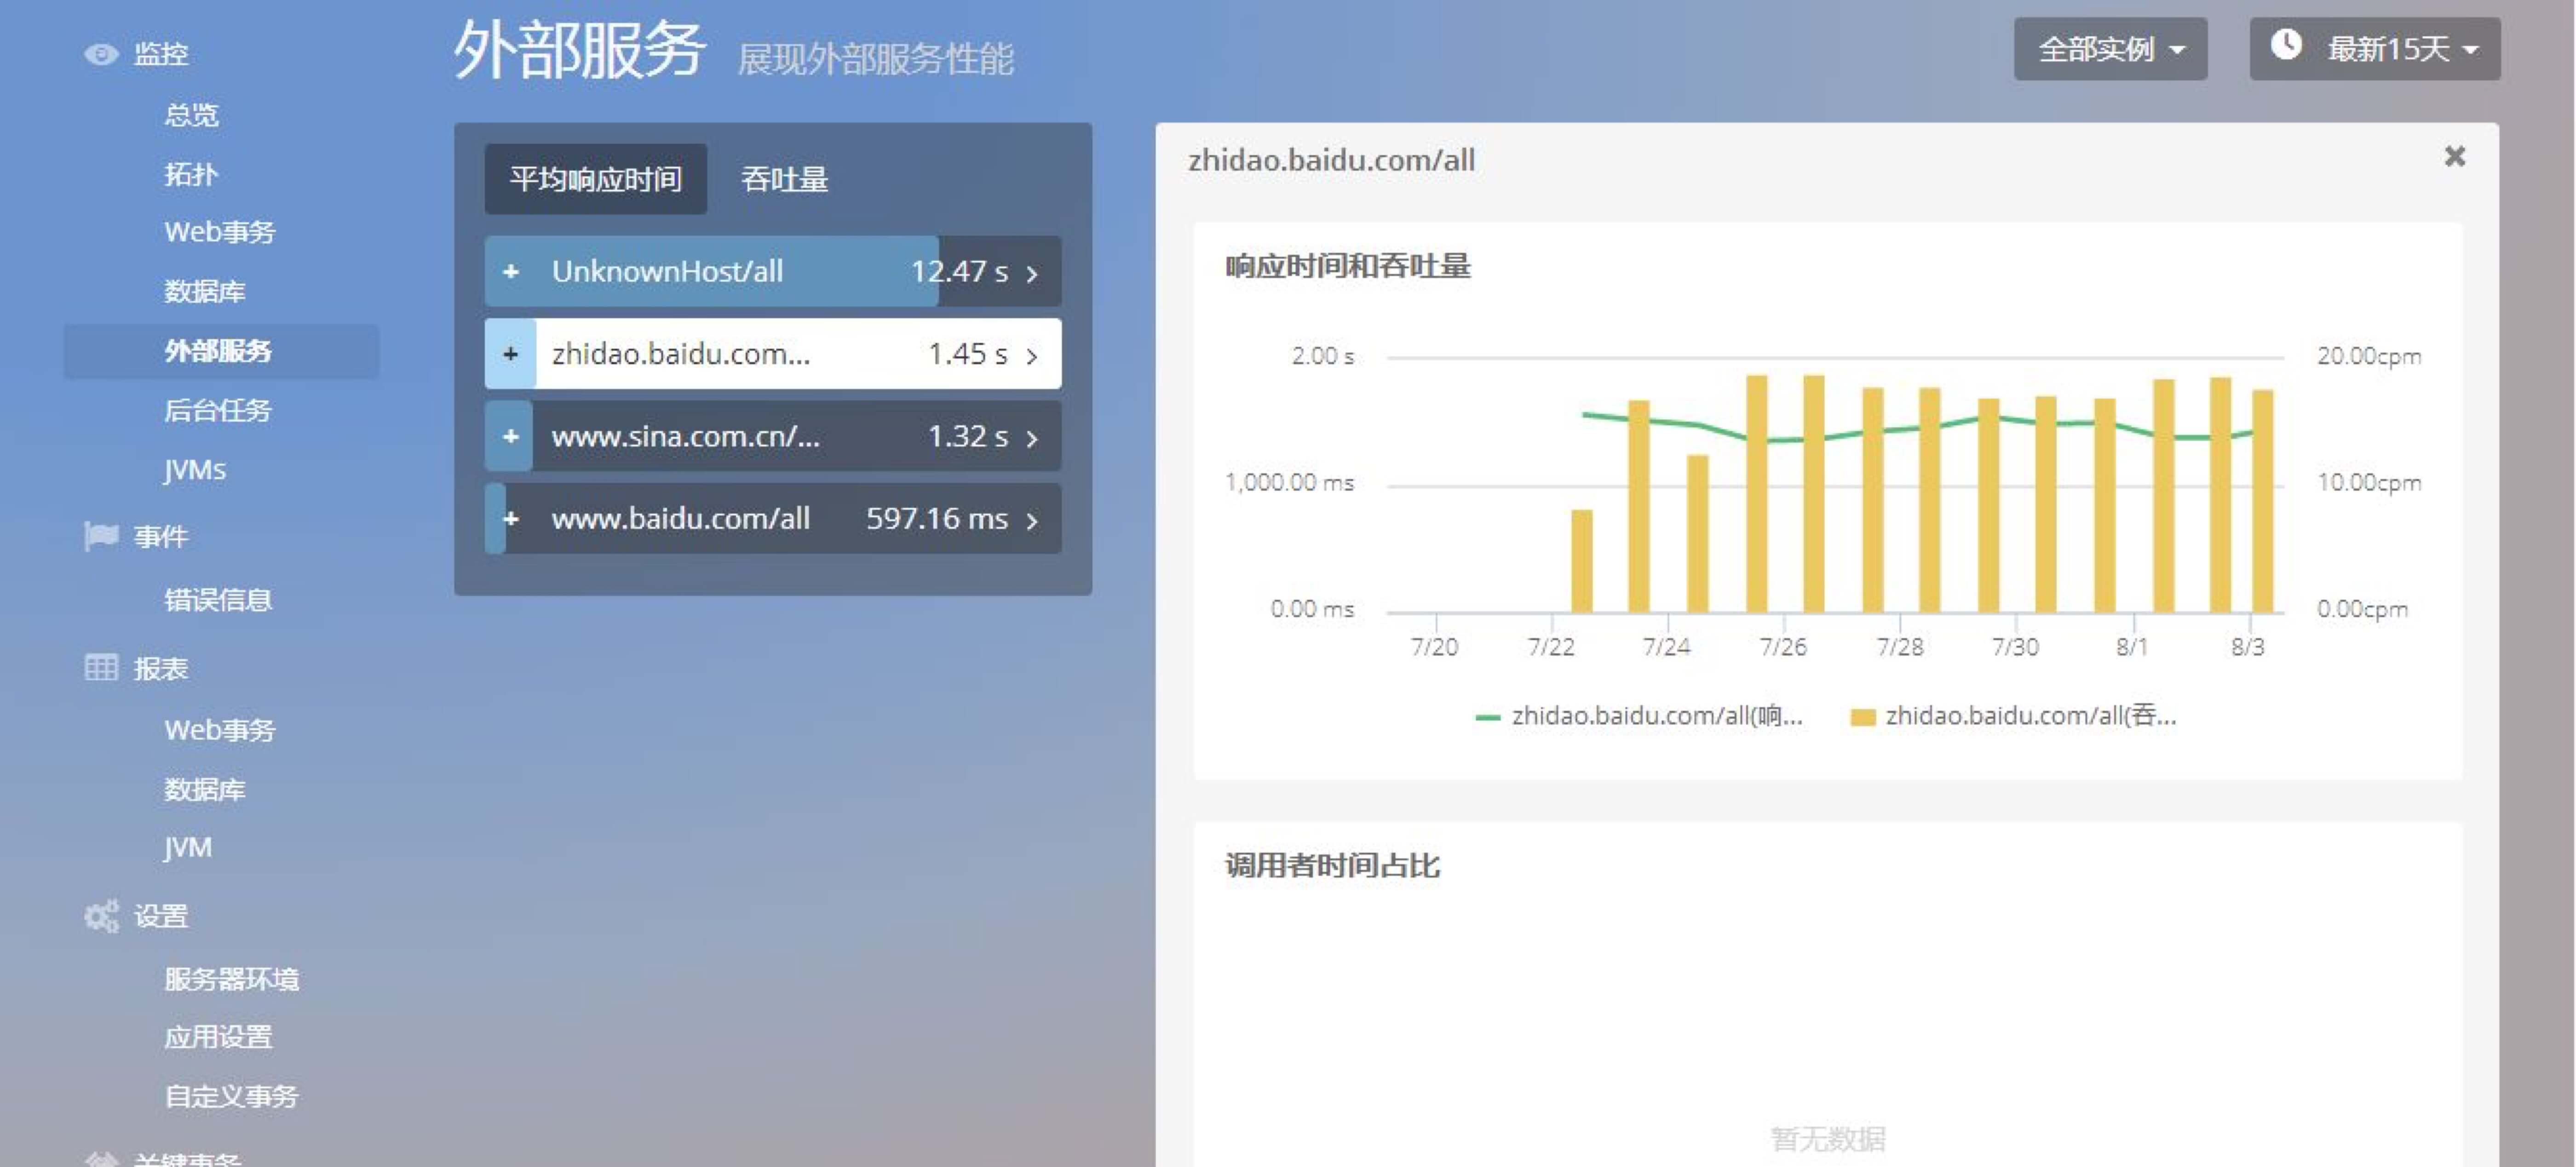 监控
总览
拓扑
Web事务
数据库
外部服务
后台任务
JVMs
事件
错误信息
报表
Web事务
数据库
JVM
设置
服务器环境
应用设置
自定义事务
关键事务
外部服务 展现外部服务性能
全部实例
最新15天
平均响应时间 吞吐量
+ UnknownHost/all 12.47 s >
+ zhidao.baidu.com... 1.45 s >
+ www.sina.com.cn/... 1.32 s >
+ www.baidu.com/all 597.16 ms >
zhidao.baidu.com/all
响应时间和吞吐量
2.00 s 20.00cpm
1,000.00 ms 10.00cpm
0.00 ms 0.00cpm
7/20 7/22 7/24 7/26 7/28 7/30 8/1 8/3
zhidao.baidu.com/all(响... zhidao.baidu.com/all(吞...
调用者时间占比
暂无数据